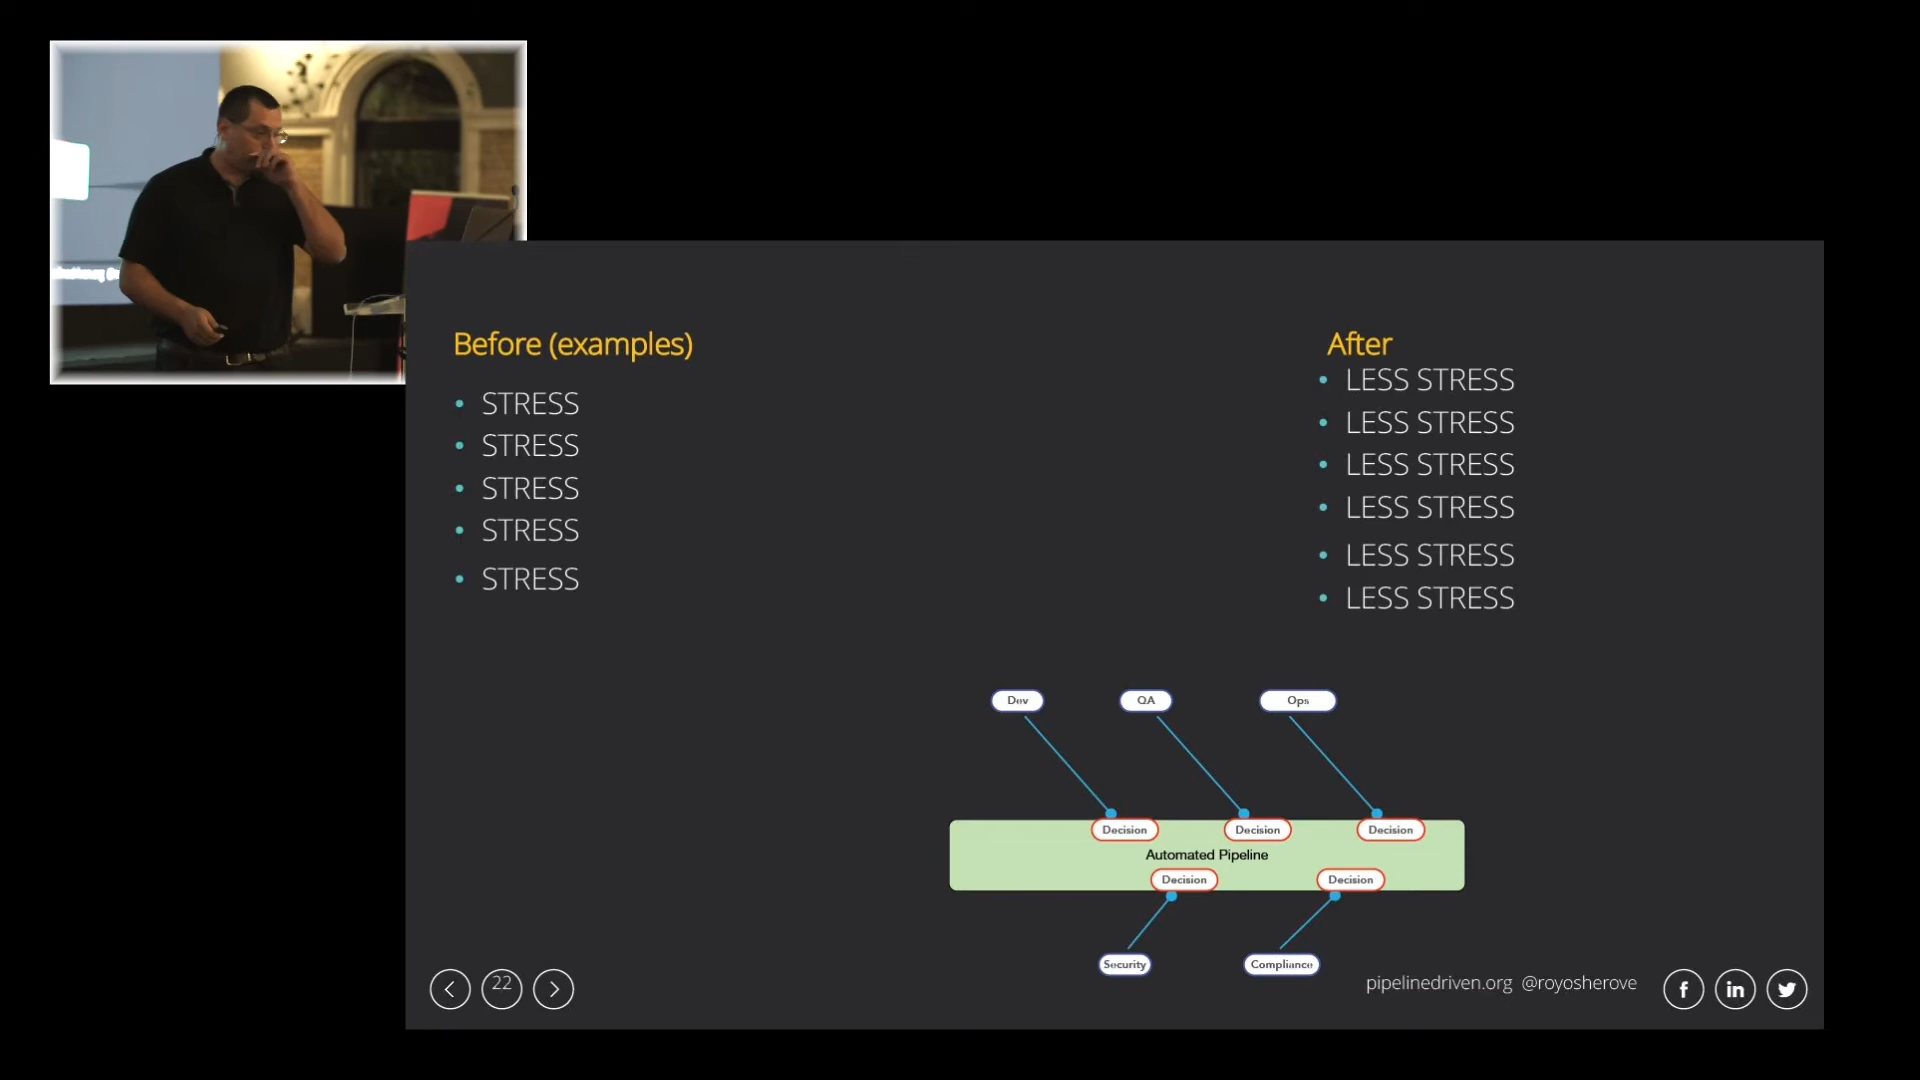 Before (examples)
• STRESS
• STRESS
• STRESS
• STRESS
• STRESS
After
• LESS STRESS
• LESS STRESS
• LESS STRESS
• LESS STRESS
• LESS STRESS
• LESS STRESS
Dev QA Ops
Decision Decision Decision
Automated Pipeline
Decision Decision
Security Compliance
22
pipelinedriven.org @royosherove
f in